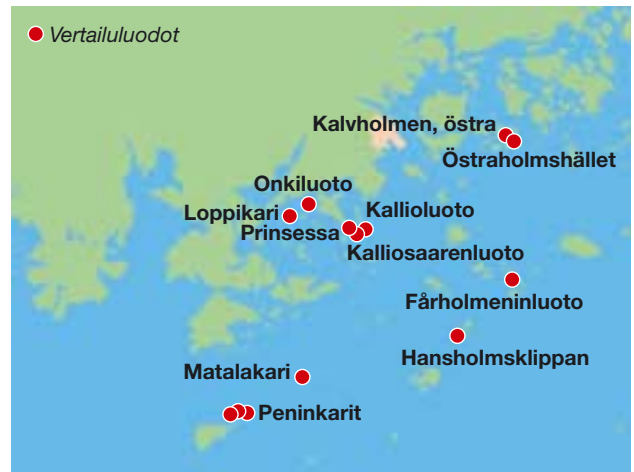 Vertailuluodot
Kalvholmen, östra
Östraholmshället
Onkiluoto
Loppikari
Kallioluoto
Prinsessa
Kalliosaarenluoto
Fårholmeninluoto
Hansholmsklippan
Matalakari
Peninkarit